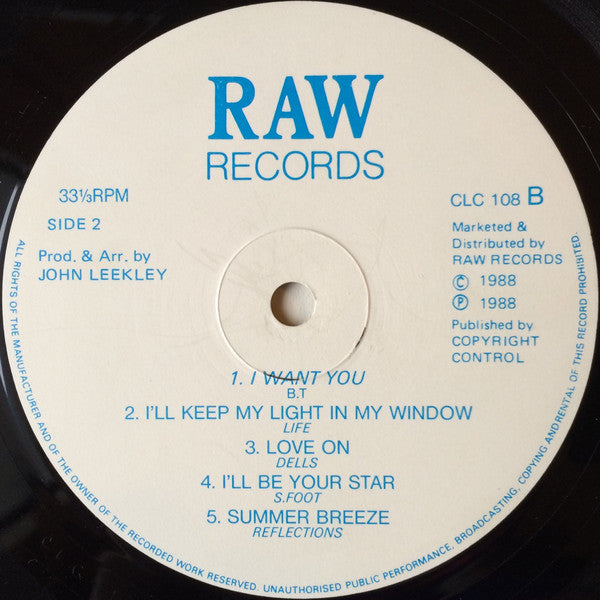 RAW
RECORDS
33⅓RPM
SIDE 2
Prod. & Arr. by
JOHN LEEKLEY
CLC 108 B
Marketed &
Distributed by
RAW RECORDS
© 1988
℗ 1988
Published by
COPYRIGHT
CONTROL
1. I WANT YOU
B.T
2. I'LL KEEP MY LIGHT IN MY WINDOW
LIFE
3. LOVE ON
DELLS
4. I'LL BE YOUR STAR
S.FOOT
5. SUMMER BREEZE
REFLECTIONS
ALL RIGHTS OF THE MANUFACTURER AND OF THE OWNER OF THE RECORDED WORK RESERVED. UNAUTHORISED PUBLIC PERFORMANCE, BROADCASTING, COPYING AND RENTAL OF THIS RECORD PROHIBITED.